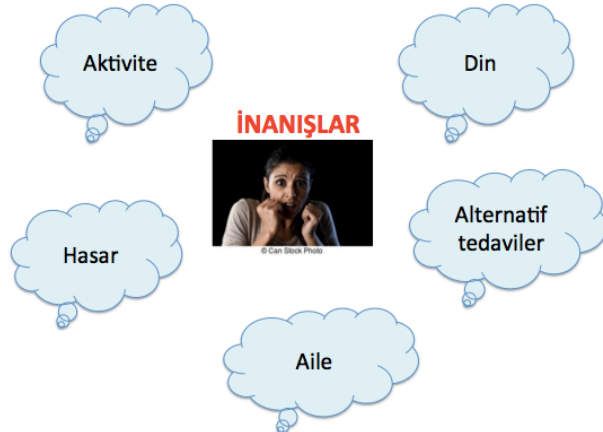 Aktivite
Din
İNANIŞLAR
© Can Stock Photo
Alternatif
tedaviler
Hasar
Aile